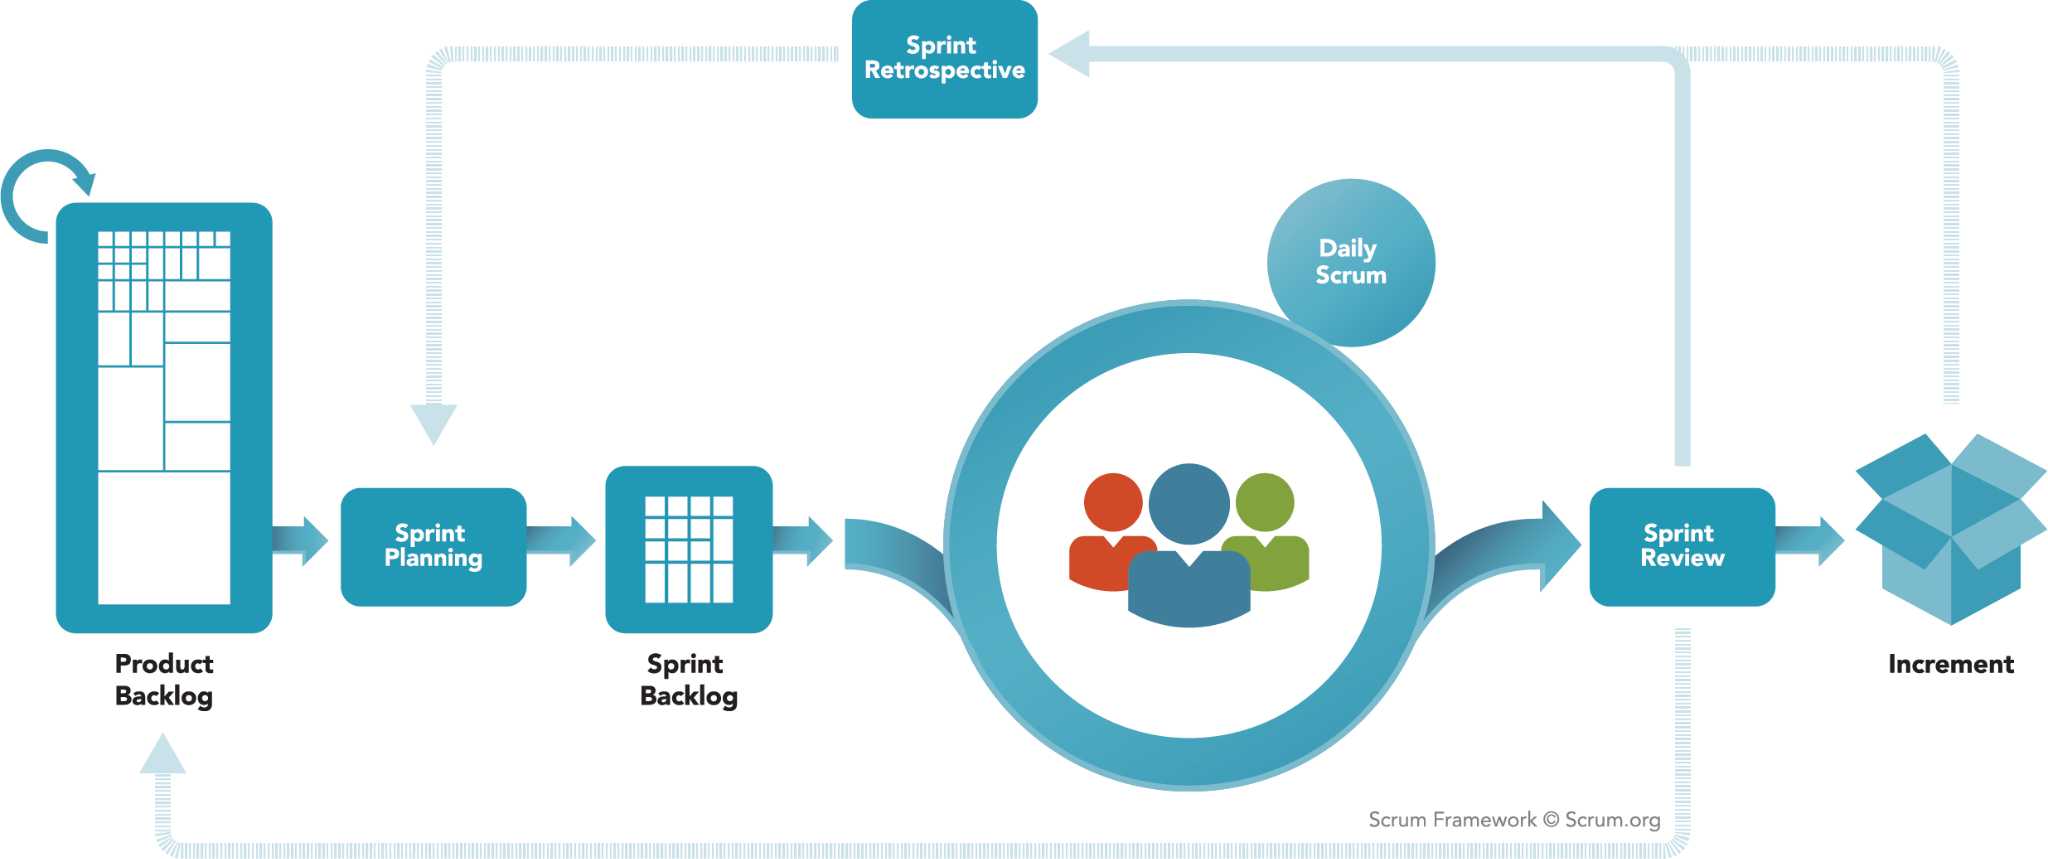 Sprint
Retrospective
Daily
Scrum
Sprint
Planning
Sprint
Review
Product
Backlog
Sprint
Backlog
Increment
Scrum Framework © Scrum.org